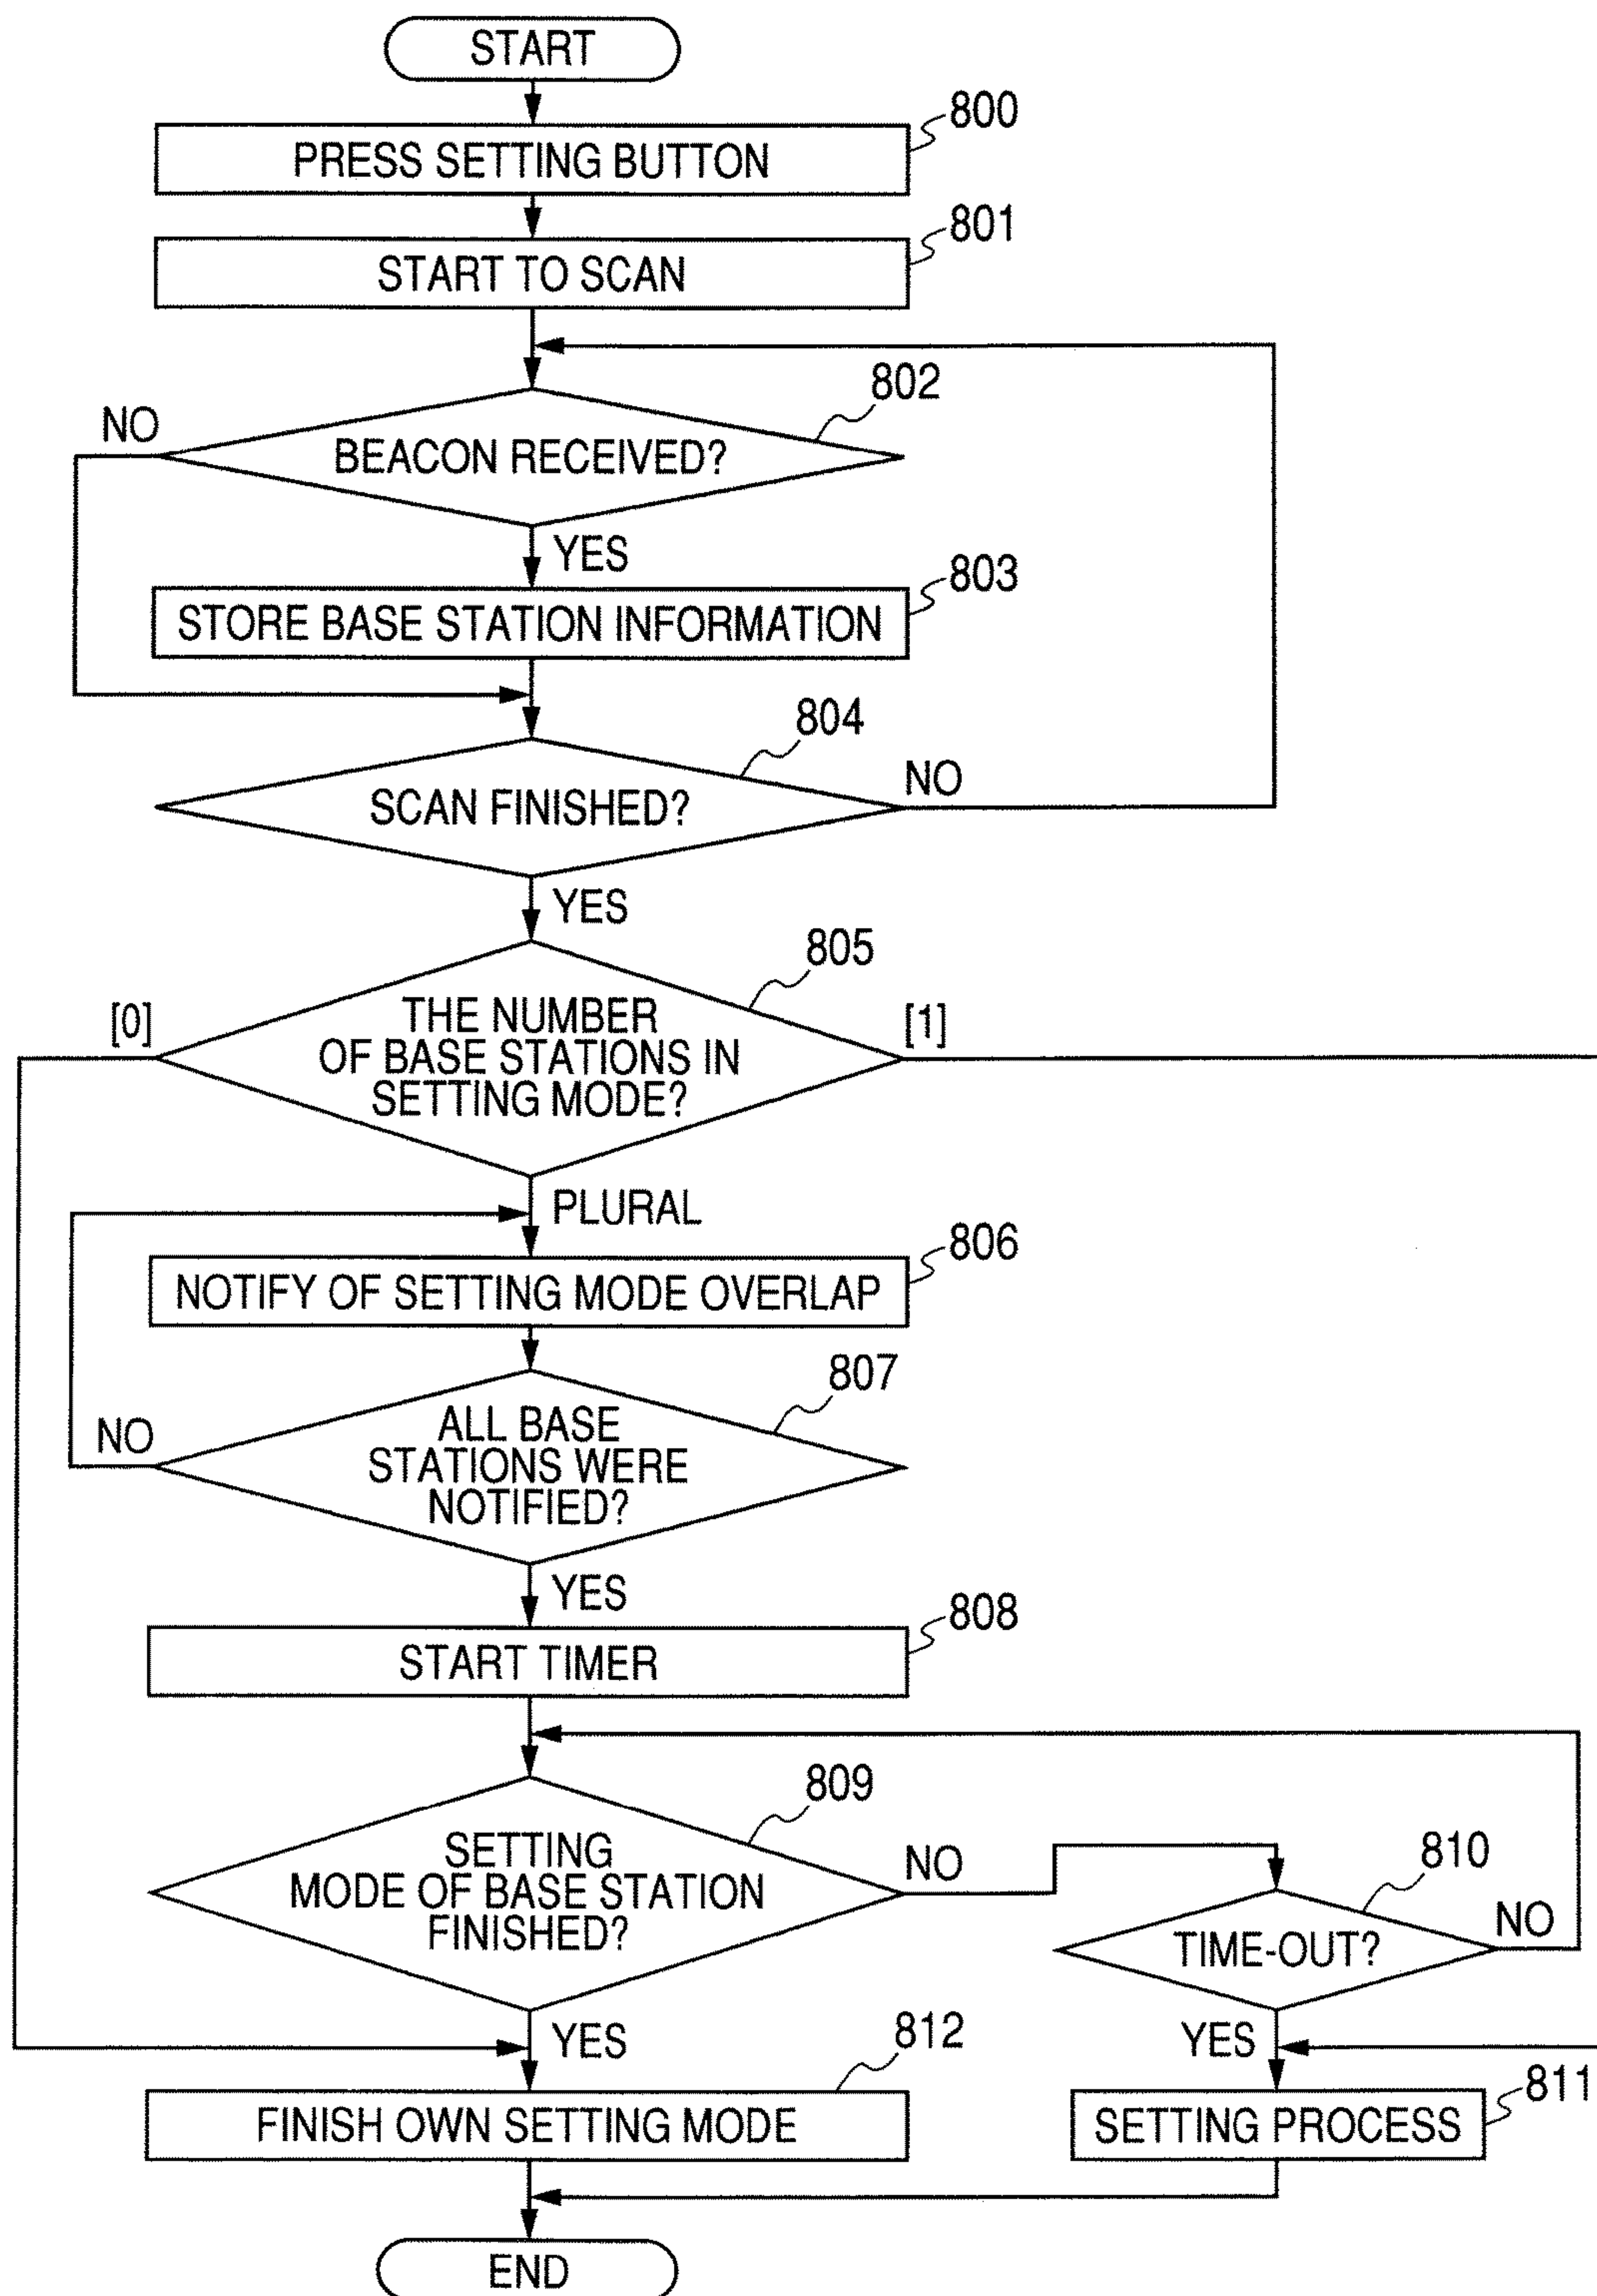 START
800
PRESS SETTING BUTTON
801
START TO SCAN
802
NO
BEACON RECEIVED?
YES
803
STORE BASE STATION INFORMATION
804
NO
SCAN FINISHED?
YES
805
[0]
[1]
THE NUMBER
OF BASE STATIONS IN
SETTING MODE?
PLURAL
806
NOTIFY OF SETTING MODE OVERLAP
807
NO
ALL BASE
STATIONS WERE
NOTIFIED?
YES
808
START TIMER
809
SETTING
MODE OF BASE STATION
FINISHED?
NO
810
NO
TIME-OUT?
YES
812
YES
811
FINISH OWN SETTING MODE
SETTING PROCESS
END